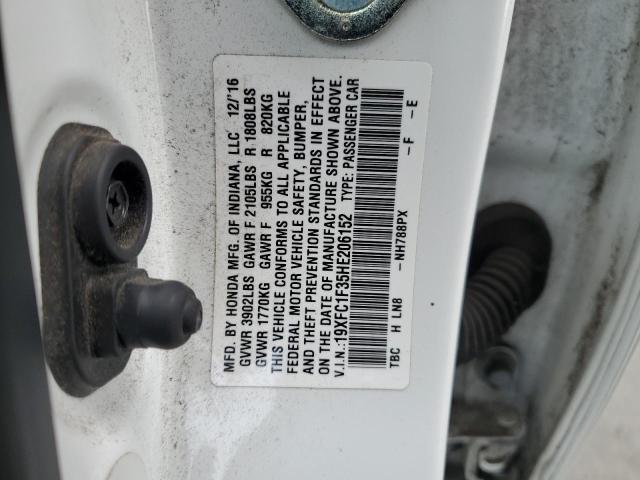 MFD. BY HONDA MFG. OF INDIANA, LLC 12/'16
GVWR 3902LBS GAWR F 2105LBS R 1808LBS
GVWR 1770KG GAWR F 955KG R 820KG
THIS VEHICLE CONFORMS TO ALL APPLICABLE
FEDERAL MOTOR VEHICLE SAFETY, BUMPER,
AND THEFT PREVENTION STANDARDS IN EFFECT
ON THE DATE OF MANUFACTURE SHOWN ABOVE.
V.I.N.:19XFC1F35HE206152 TYPE: PASSENGER CAR
-NH788PX -F -E
TBC H LN8